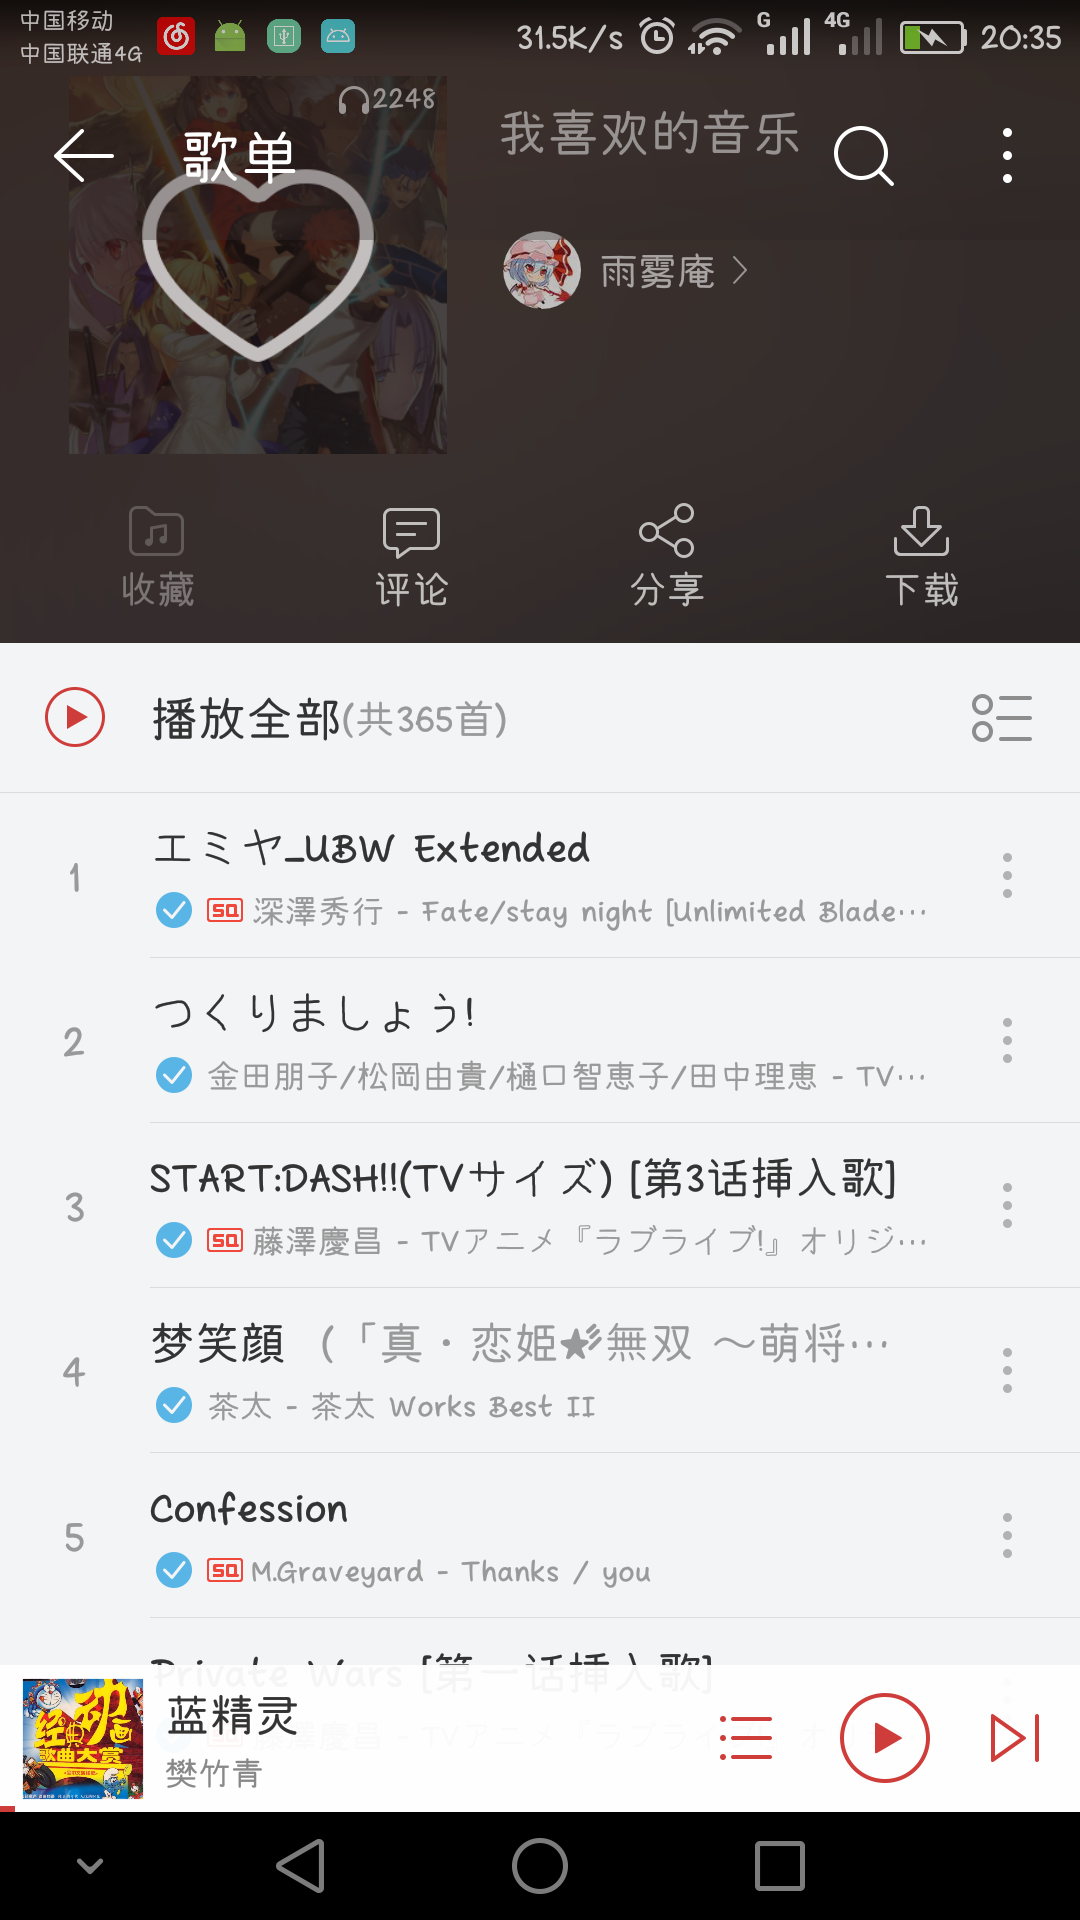 中国移动
中国联通4G
31.5K/s
G
4G
20:35
2248
歌单
我喜欢的音乐
雨雾庵
收藏
评论
分享
下载
播放全部(共365首)
1
エミヤ_UBW Extended
SQ 深澤秀行 - Fate/stay night [Unlimited Blade…
2
つくりましょう!
金田朋子/松岡由貴/樋口智恵子/田中理恵 - TV…
3
START:DASH!!(TVサイズ) [第3话挿入歌]
SQ 藤澤慶昌 - TVアニメ『ラブライブ!』オリジ…
4
梦笑顔 (「真・恋姫★無双 ～萌将…
茶太 - 茶太 Works Best II
5
Confession
SQ M.Graveyard - Thanks / you
Private Wars [第一话挿入歌]
藤澤慶昌 - TVアニメ『ラブライ
经典动画
歌曲大赏
蓝精灵
樊竹青